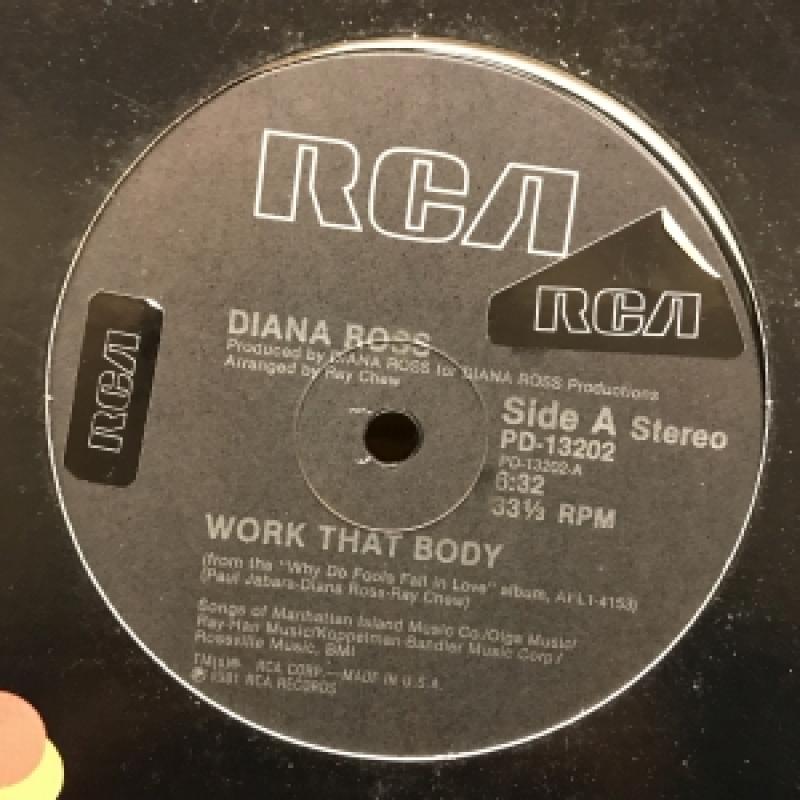 RCA
RCA
RCA
DIANA ROSS
Produced by DIANA ROSS for DIANA ROSS Productions
Arranged by Ray Chew
Side A Stereo
PD-13202
PD-13202-A
6:32
33⅓ RPM
WORK THAT BODY
(from the "Why Do Fools Fall in Love" album, AFL1-4153)
(Paul Jabara-Diana Ross-Ray Chew)
Songs of Manhattan Island Music Co./Olga Music/
Ray-Han Music/Koppelman-Bandier Music Corp./
Rossville Music, BMI
TM(s)® RCA CORP.—MADE IN U.S.A.
℗ 1981 RCA RECORDS